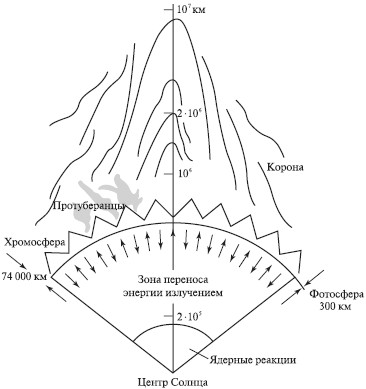 10⁷ км
2·10⁶
Корона
10⁶
Протуберанцы
Хромосфера
74 000 км
Зона переноса
энергии излучением
Фотосфера
300 км
2·10⁵
Ядерные реакции
Центр Солнца